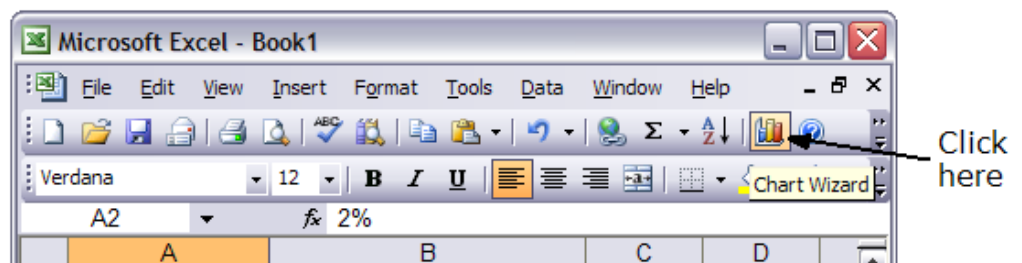 Microsoft Excel - Book1
File Edit View Insert Format Tools Data Window Help
ABC Σ A Z ?
Click
Verdana 12 B I U a Chart Wizard
here
A2 fx 2%
A B C D